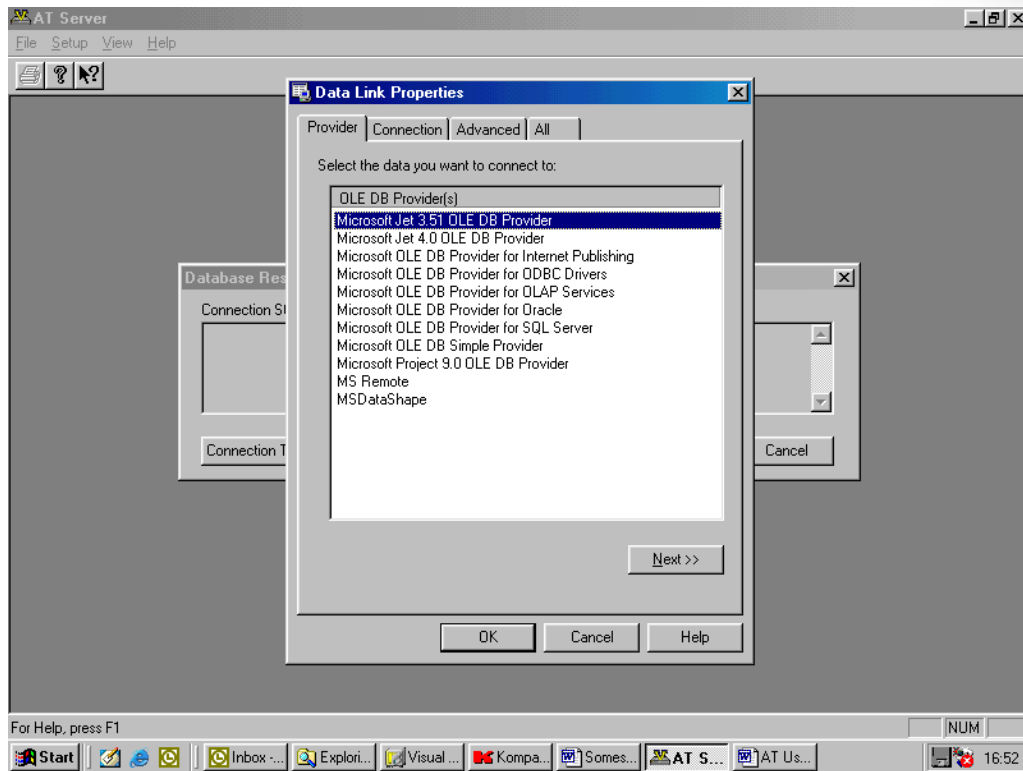 AT Server
File Setup View Help
Data Link Properties
Provider Connection Advanced All
Select the data you want to connect to:
OLE DB Provider(s)
Microsoft Jet 3.51 OLE DB Provider
Microsoft Jet 4.0 OLE DB Provider
Microsoft OLE DB Provider for Internet Publishing
Microsoft OLE DB Provider for ODBC Drivers
Microsoft OLE DB Provider for OLAP Services
Microsoft OLE DB Provider for Oracle
Microsoft OLE DB Provider for SQL Server
Microsoft OLE DB Simple Provider
Microsoft Project 9.0 OLE DB Provider
MS Remote
MSDataShape
Next >>
OK Cancel Help
Database Res
Connection S
Connection T
Cancel
For Help, press F1
NUM
Start Inbox -... Explori... Visual ... Kompa... Somes... AT S... AT Us... 16:52